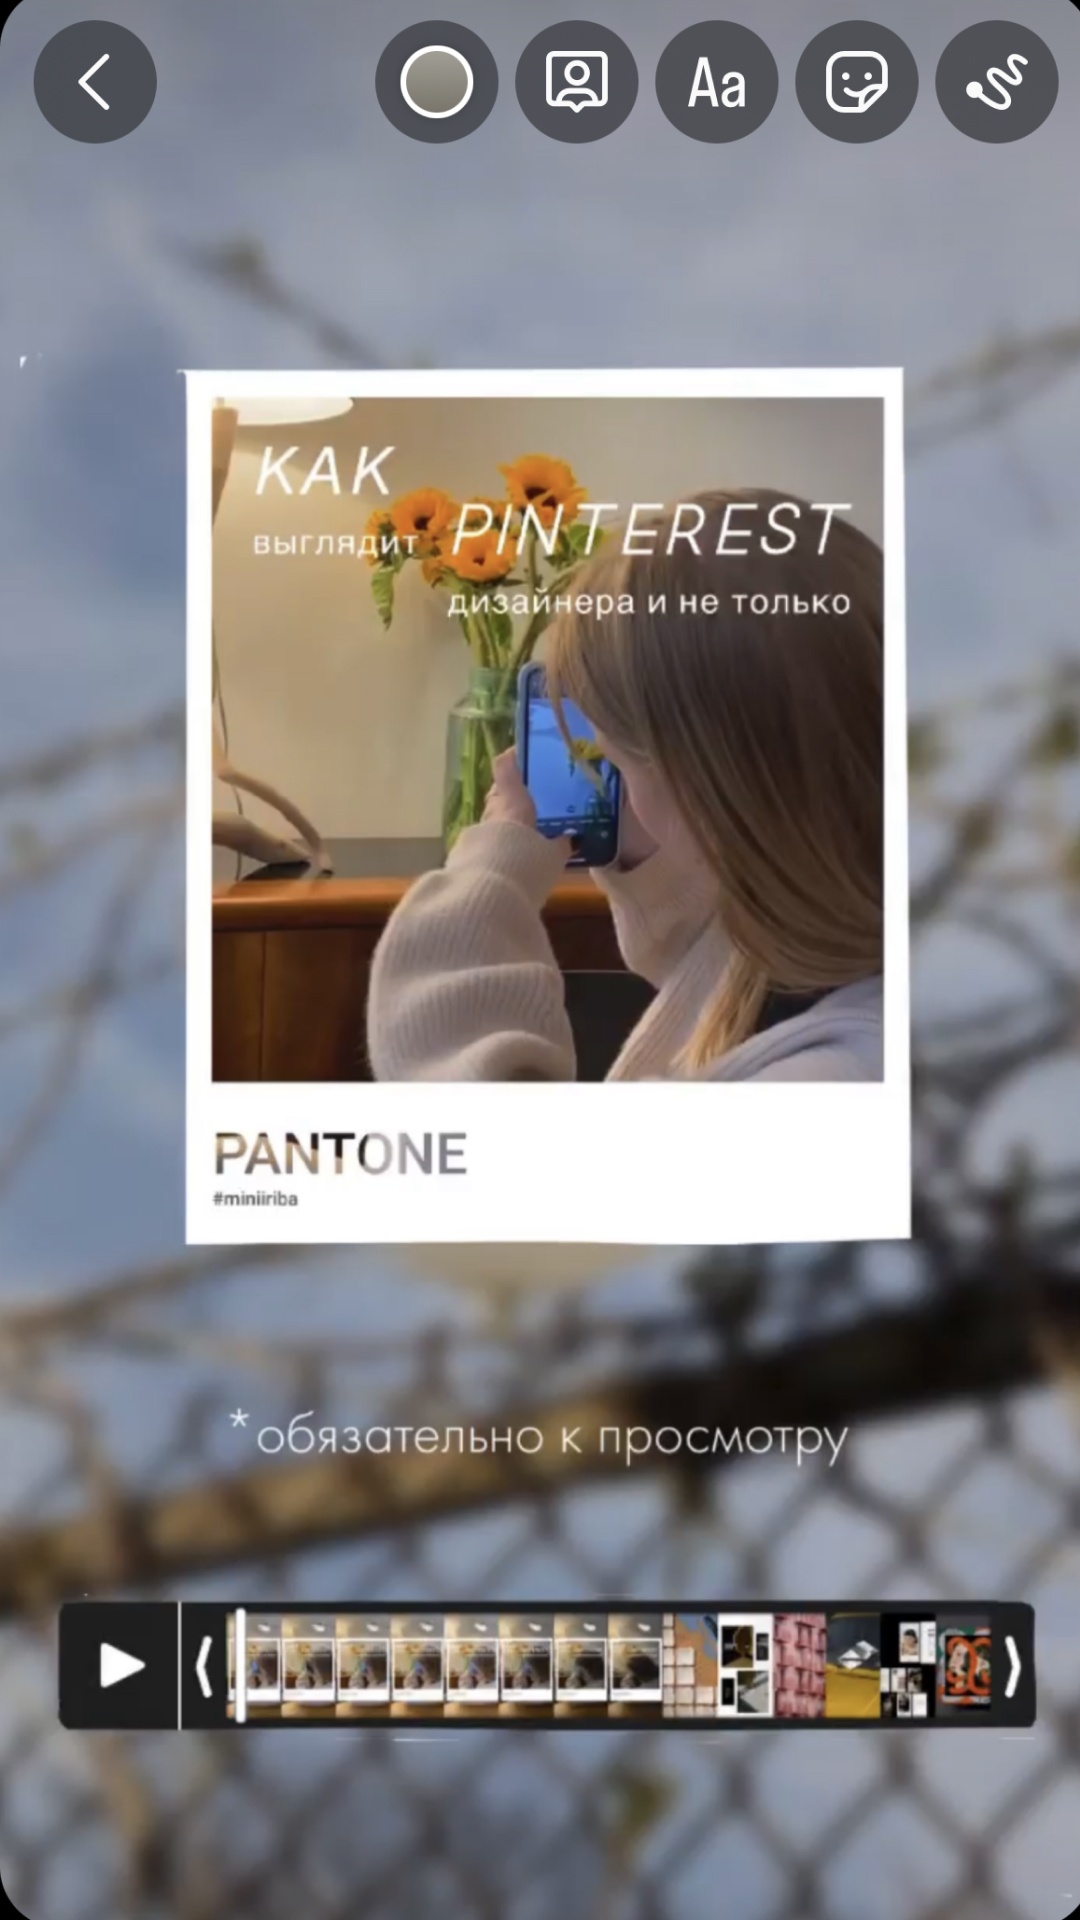 Aa
КАК
выглядит PINTEREST
дизайнера и не только
PANTONE
#miniiriba
*обязательно к просмотру